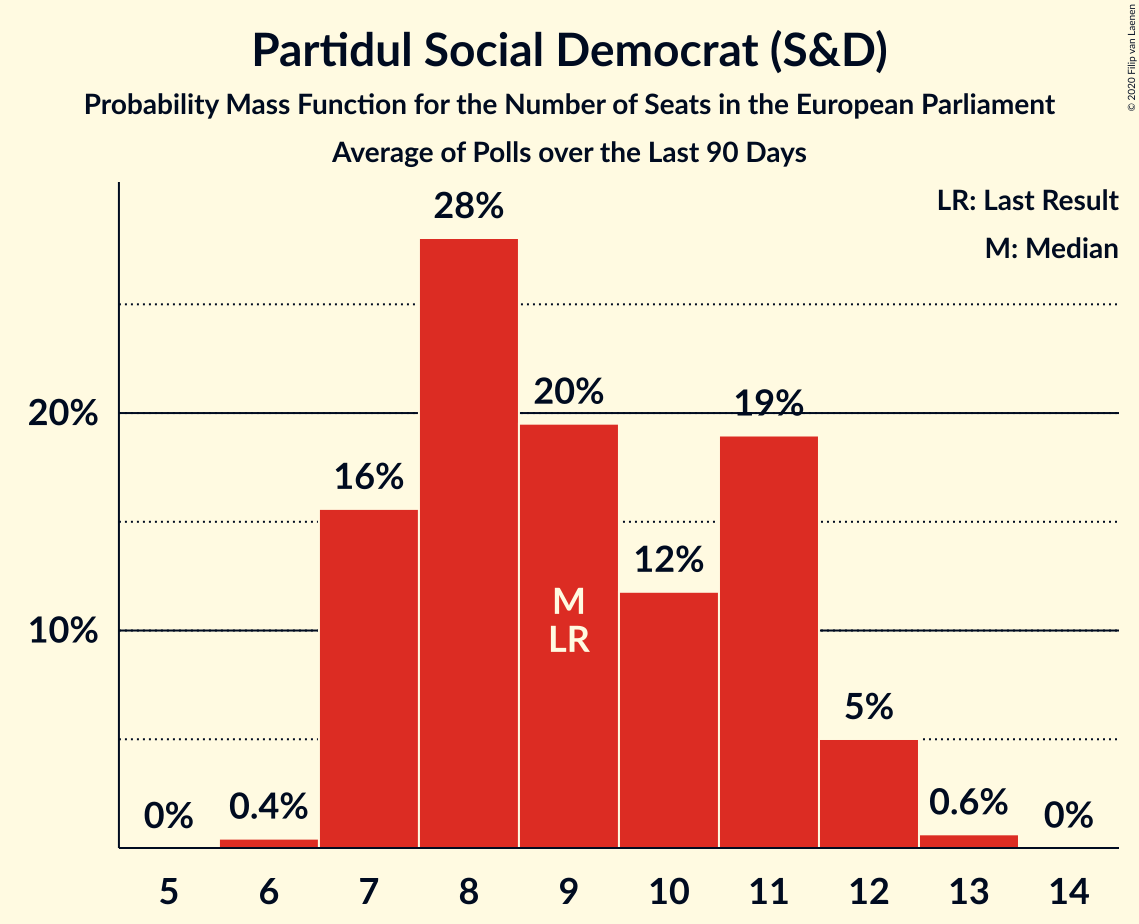 Partidul Social Democrat (S&D)
Probability Mass Function for the Number of Seats in the European Parliament
Average of Polls over the Last 90 Days
© 2020 Filip van Laenen
LR: Last Result
M: Median
28%
20%
19%
20%
16%
12%
M
LR
10%
5%
0%
0.4%
0.6%
0%
5 6 7 8 9 10 11 12 13 14